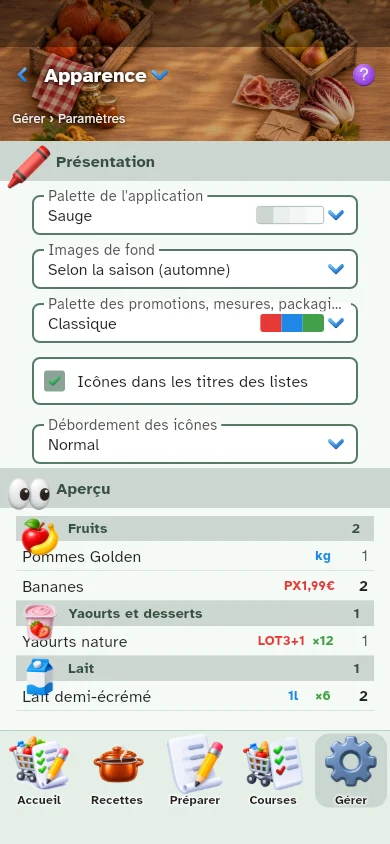 Apparence
?
Gérer › Paramètres
Présentation
Palette de l'application
Sauge
Images de fond
Selon la saison (automne)
Palette des promotions, mesures, packagi...
Classique
Icônes dans les titres des listes
Débordement des icônes
Normal
Aperçu
Fruits 2
Pommes Golden kg 1
Bananes PX1,99€ 2
Yaourts et desserts 1
Yaourts nature LOT3+1 ×12 1
Lait 1
Lait demi-écrémé 1l ×6 2
Accueil Recettes Préparer Courses Gérer